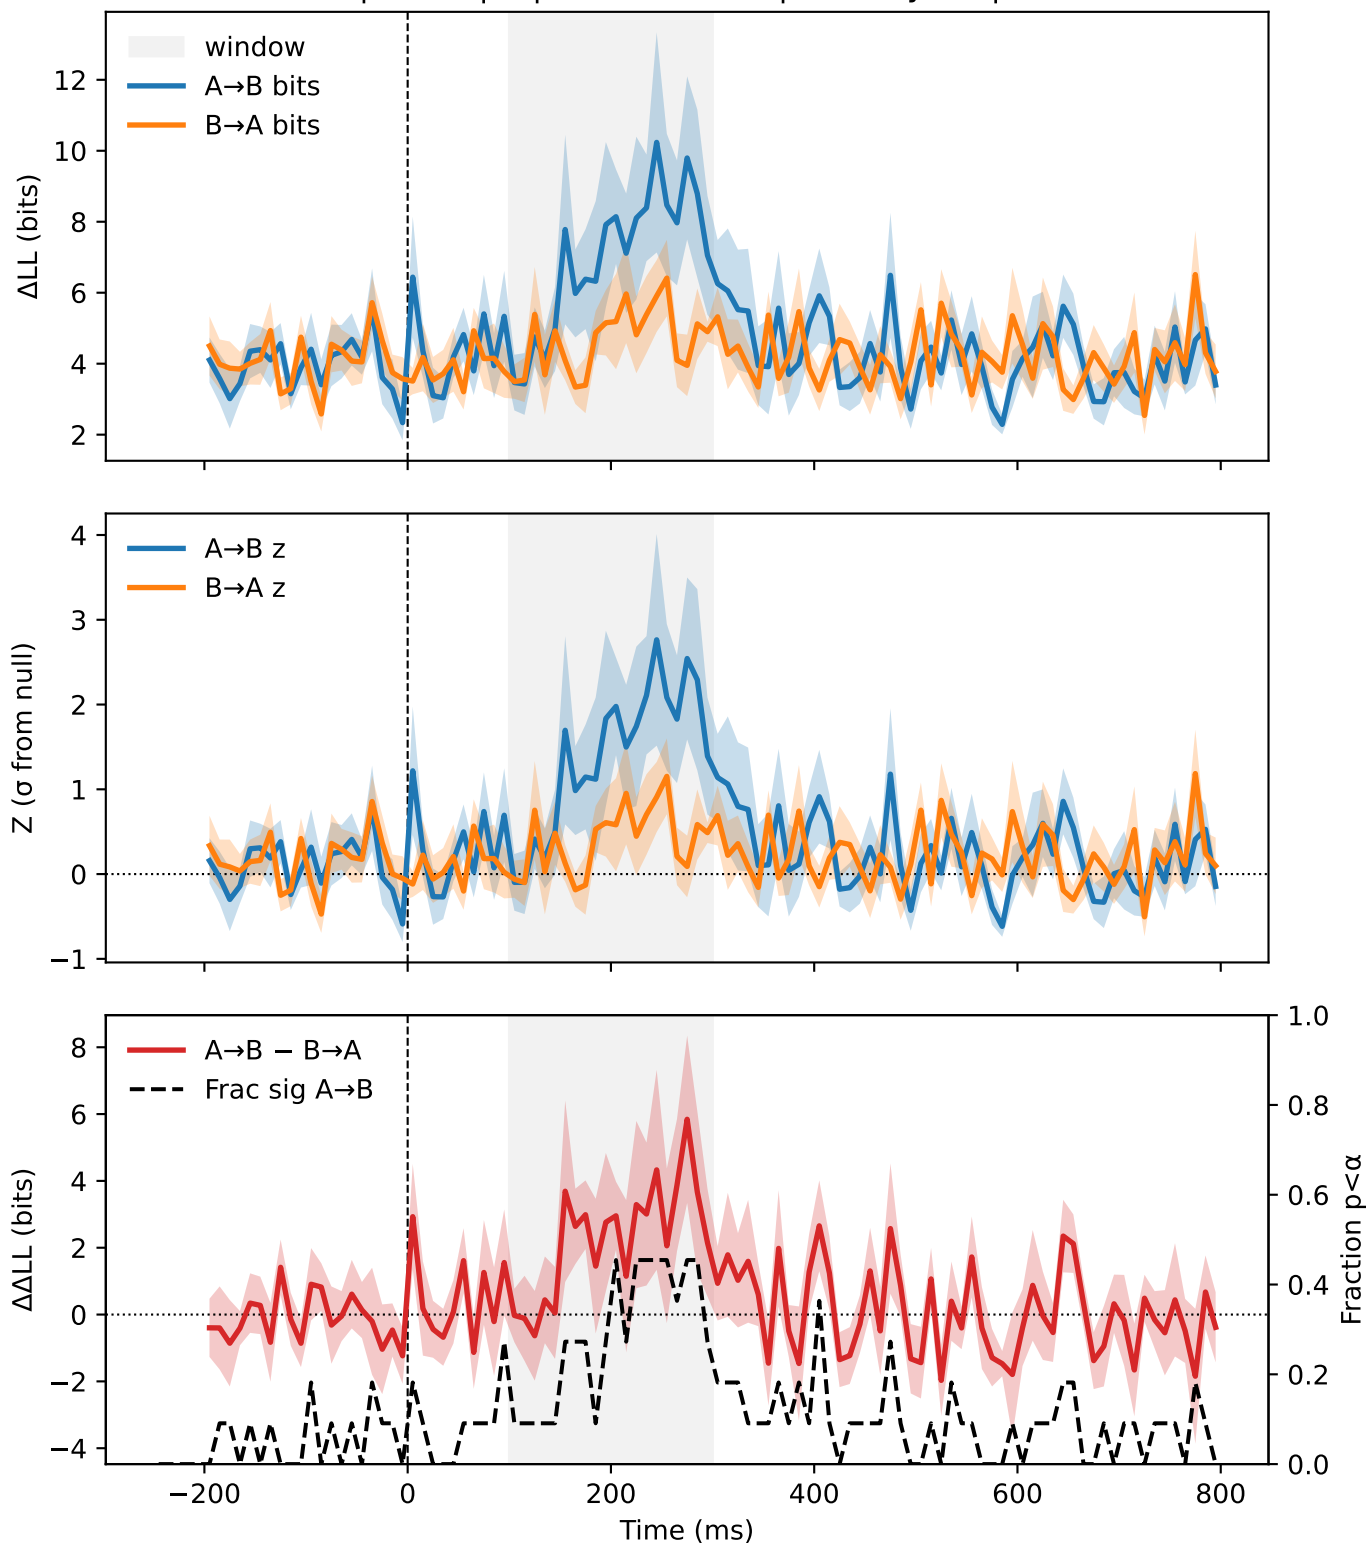 window
A→B bits
B→A bits
ΔLL (bits)
12
10
8
6
4
2
A→B z
B→A z
Z (σ from null)
4
3
2
1
0
−1
A→B − B→A
Frac sig A→B
ΔΔLL (bits)
8
6
4
2
0
−2
−4
1.0
0.8
0.6
0.4
0.2
0.0
Fraction p<α
−200
0
200
400
600
800
Time (ms)